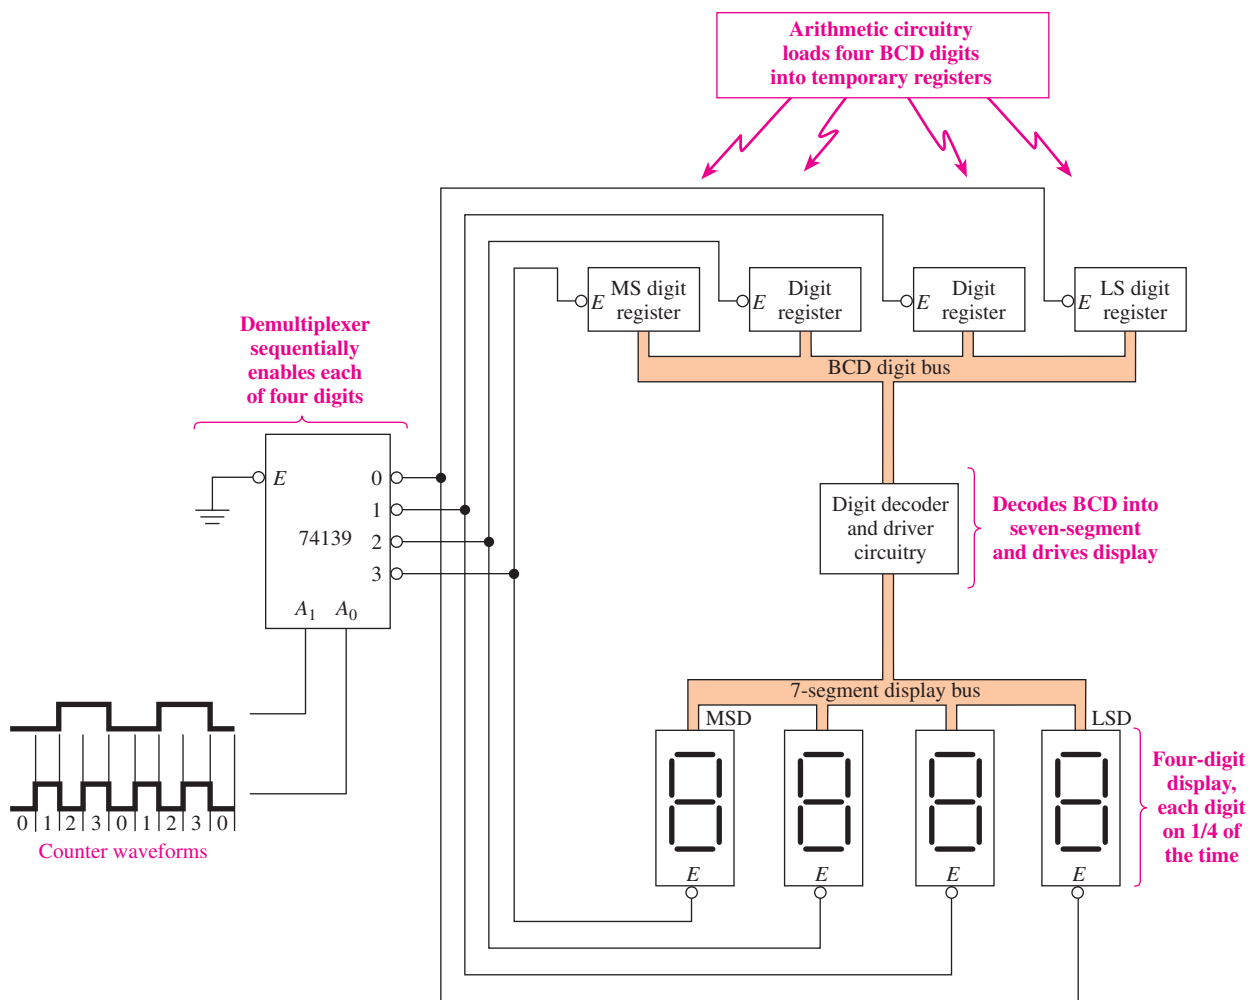 Arithmetic circuitry
loads four BCD digits
into temporary registers
E
MS digit
register
E
Digit
register
E
Digit
register
E
LS digit
register
BCD digit bus
Demultiplexer
sequentially
enables each
of four digits
E
0
1
74139
2
3
A1 A0
Digit decoder
and driver
circuitry
Decodes BCD into
seven-segment
and drives display
7-segment display bus
MSD
LSD
E
E
E
E
Four-digit
display,
each digit
on 1/4 of
the time
0 1 2 3 0 1 2 3 0
Counter waveforms